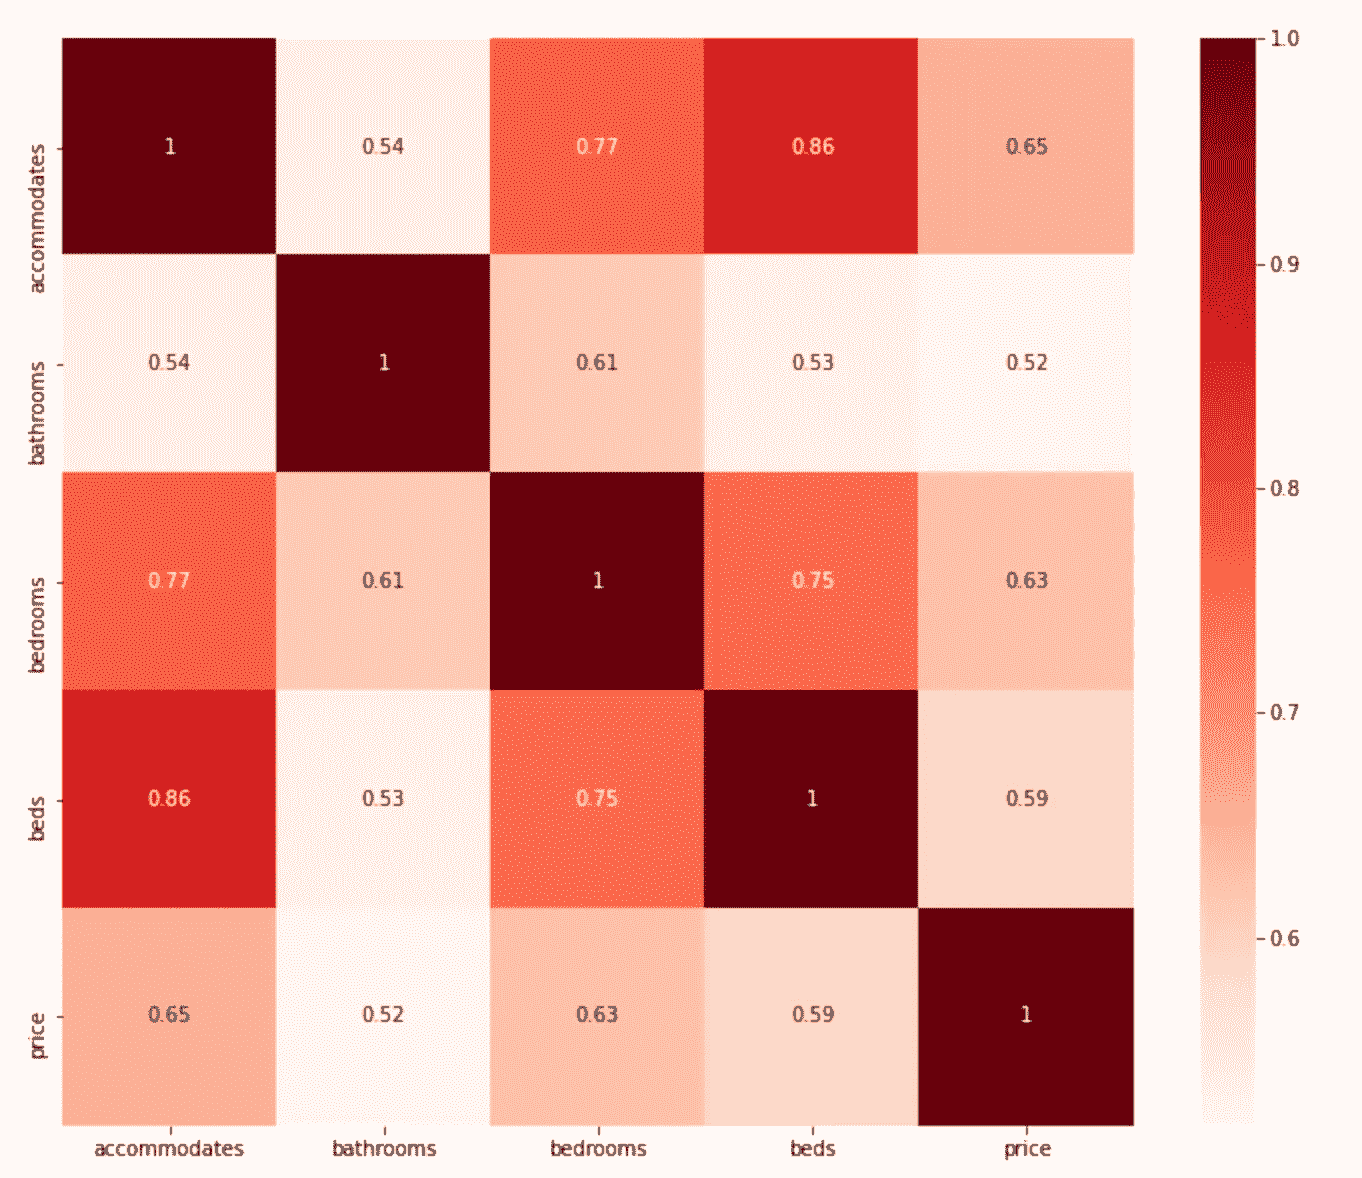 accommodates 1 0.54 0.77 0.86 0.65
bathrooms 0.54 1 0.61 0.53 0.52
bedrooms 0.77 0.61 1 0.75 0.63
beds 0.86 0.53 0.75 1 0.59
price 0.65 0.52 0.63 0.59 1
accommodates bathrooms bedrooms beds price
1.0
0.9
0.8
0.7
0.6